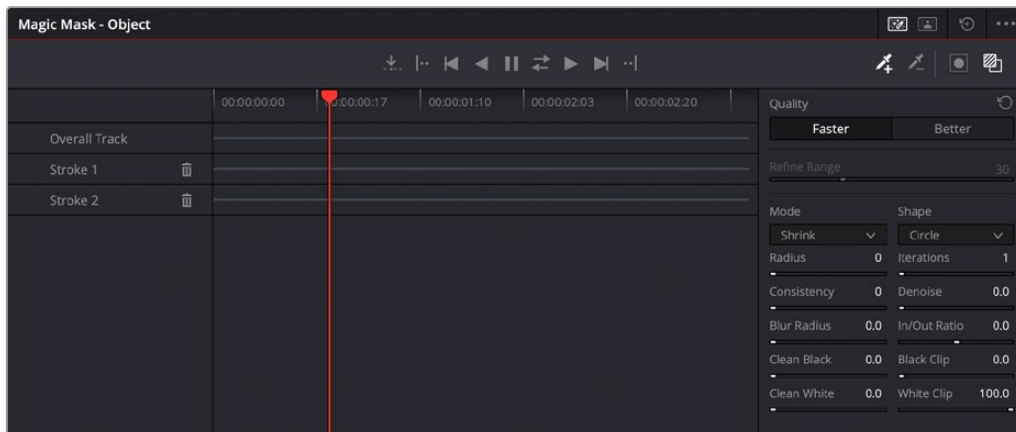 Magic Mask - Object
00:00:00:00 00:00:00:17 00:00:01:10 00:00:02:03 00:00:02:20
Overall Track
Stroke 1
Stroke 2
Quality
Faster Better
Refine Range 30
Mode Shape
Shrink Circle
Radius 0 Iterations 1
Consistency 0 Denoise 0.0
Blur Radius 0.0 In/Out Ratio 0.0
Clean Black 0.0 Black Clip 0.0
Clean White 0.0 White Clip 100.0